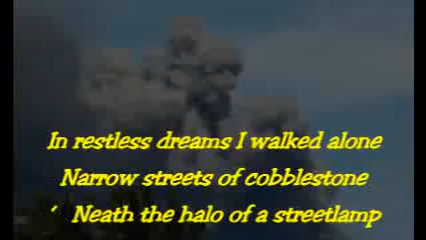 In restless dreams I walked alone
Narrow streets of cobblestone
‘ Neath the halo of a streetlamp